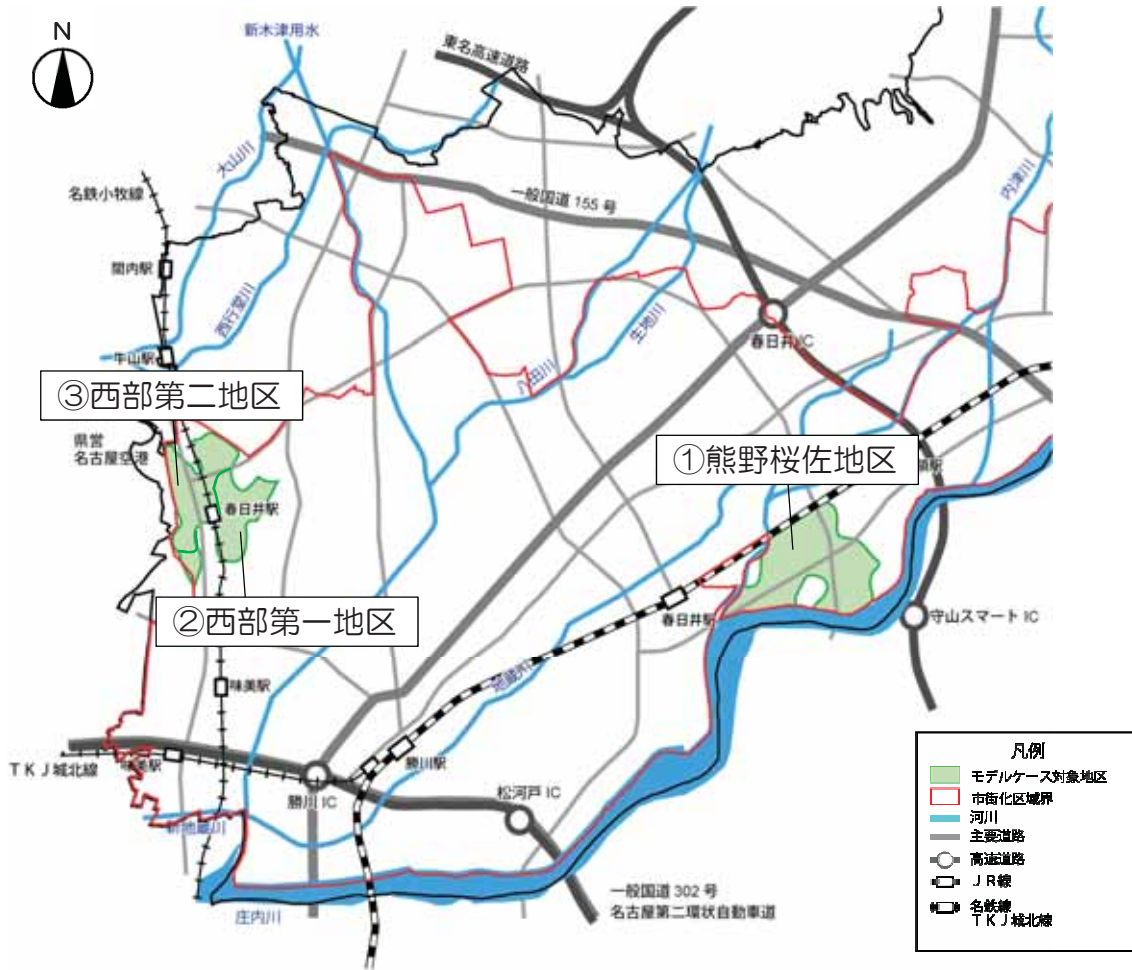 N
新木津用水
東名高速道路
大山川
内津川
名鉄小牧線
一般国道 155 号
間内駅
西行堂川
生地川
春日井 IC
牛山駅
八田川
③西部第二地区
県営
名古屋空港
①熊野桜佐地区
春日井駅
②西部第一地区
春日井駅
守山スマート IC
味美駅
地蔵川
TKJ城北線
味美駅
勝川駅
勝川 IC
松河戸 IC
新地蔵川
庄内川
一般国道 302 号
名古屋第二環状自動車道
凡例
モデルケース対象地区
市街化区域界
河川
主要道路
高速道路
JR線
名鉄線
TKJ城北線